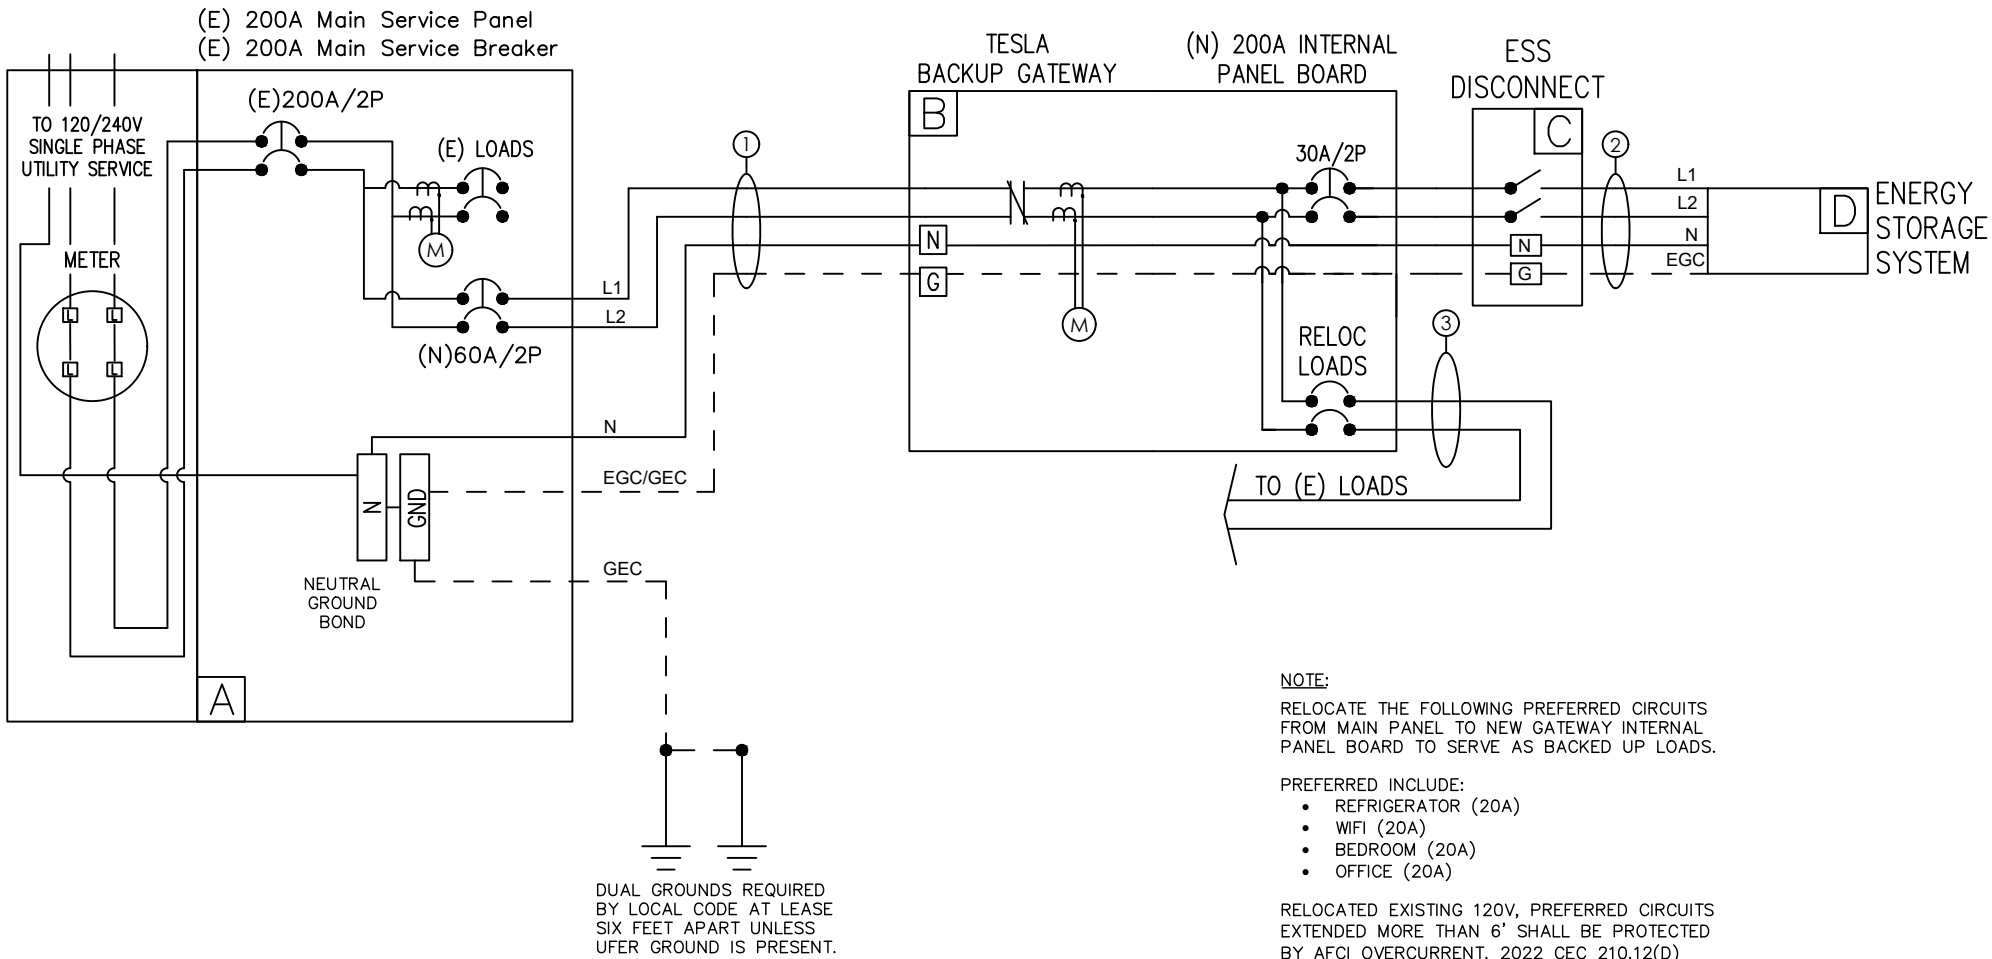 (E) 200A Main Service Panel
(E) 200A Main Service Breaker
TO 120/240V
SINGLE PHASE
UTILITY SERVICE
METER
L L
L L
(E)200A/2P
(E) LOADS
M
(N)60A/2P
L1
L2
N
EGC/GEC
GEC
N
GND
NEUTRAL
GROUND
BOND
A
DUAL GROUNDS REQUIRED
BY LOCAL CODE AT LEASE
SIX FEET APART UNLESS
UFER GROUND IS PRESENT.
1
TESLA
BACKUP GATEWAY
(N) 200A INTERNAL
PANEL BOARD
B
N
G
M
30A/2P
RELOC
LOADS
3
TO (E) LOADS
ESS
DISCONNECT
C
N
G
2
L1
L2
N
EGC
D
ENERGY
STORAGE
SYSTEM
NOTE:
RELOCATE THE FOLLOWING PREFERRED CIRCUITS
FROM MAIN PANEL TO NEW GATEWAY INTERNAL
PANEL BOARD TO SERVE AS BACKED UP LOADS.
PREFERRED INCLUDE:
• REFRIGERATOR (20A)
• WIFI (20A)
• BEDROOM (20A)
• OFFICE (20A)
RELOCATED EXISTING 120V, PREFERRED CIRCUITS
EXTENDED MORE THAN 6' SHALL BE PROTECTED
BY AFCI OVERCURRENT. 2022 CEC 210.12(D)